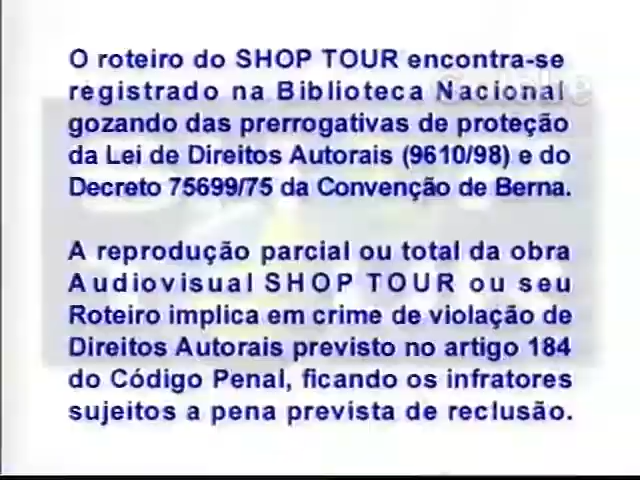 O roteiro do SHOP TOUR encontra-se
registrado na Biblioteca Nacional
gozando das prerrogativas de proteção
da Lei de Direitos Autorais (9610/98) e do
Decreto 75699/75 da Convenção de Berna.
A reprodução parcial ou total da obra
Audiovisual SHOP TOUR ou seu
Roteiro implica em crime de violação de
Direitos Autorais previsto no artigo 184
do Código Penal, ficando os infratores
sujeitos a pena prevista de reclusão.